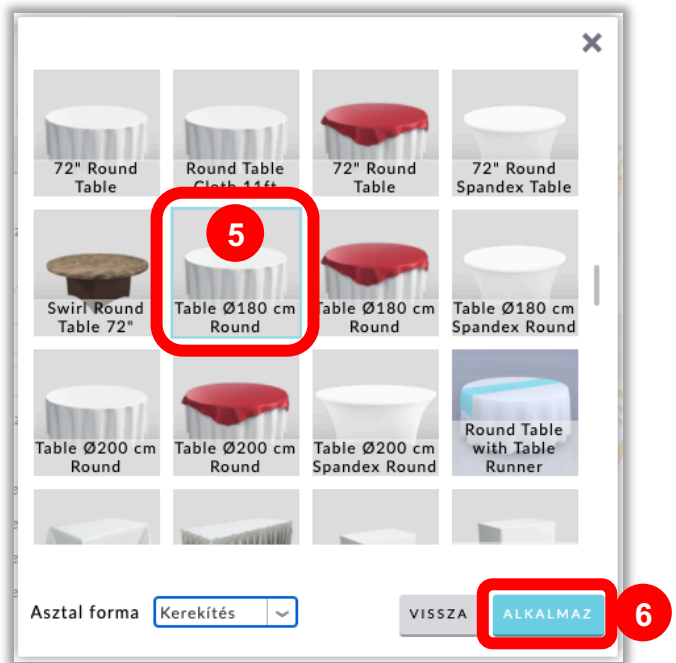 72" Round
Table
Round Table
Cloth 11ft
72" Round
Table
72" Round
Spandex Table
5
Swirl Round
Table 72"
Table Ø180 cm
Round
Table Ø180 cm
Round
Table Ø180 cm
Spandex Round
Table Ø200 cm
Round
Table Ø200 cm
Round
Table Ø200 cm
Spandex Round
Round Table
with Table
Runner
Asztal forma
Kerekítés
VISSZA
ALKALMAZ
6